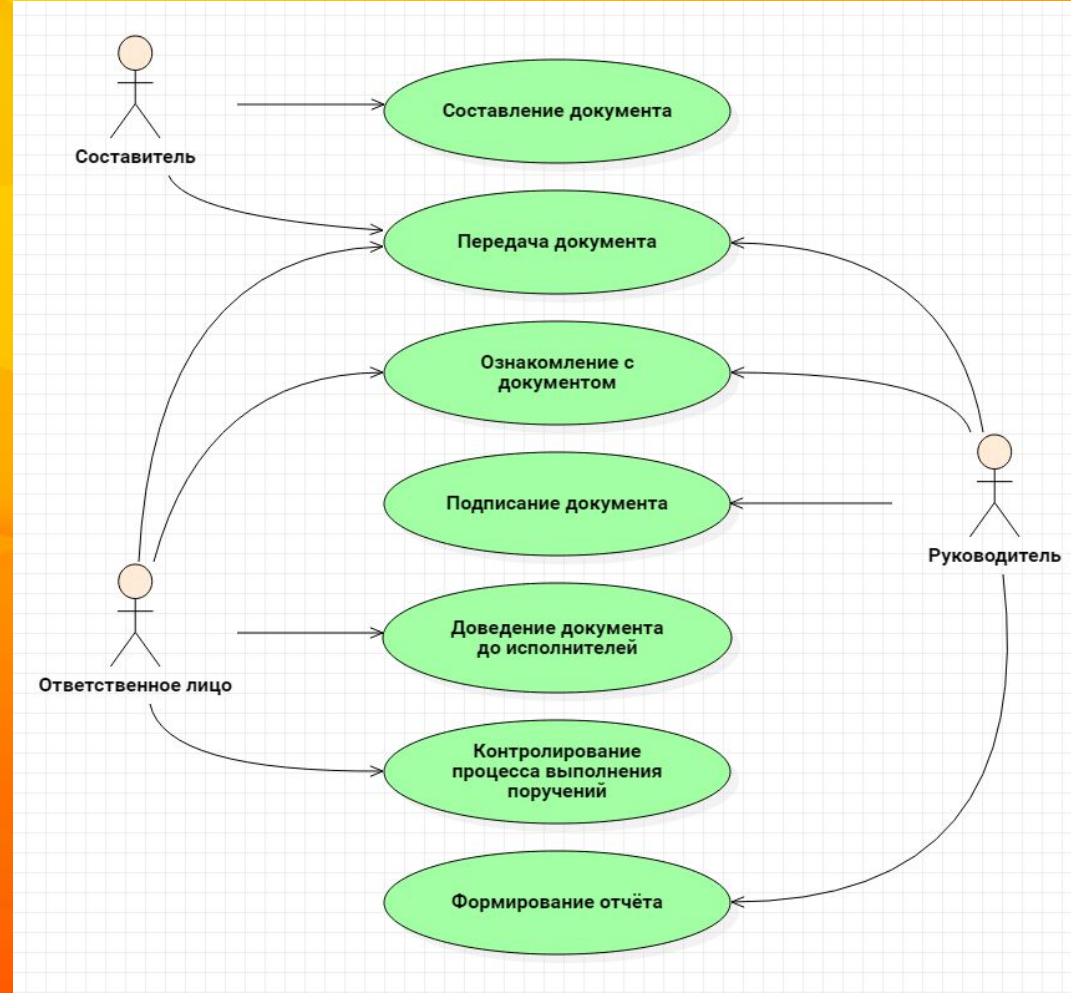 Составление документа
Составитель
Передача документа
Ознакомление с
документом
Подписание документа
Руководитель
Доведение документа
до исполнителей
Ответственное лицо
Контролирование
процесса выполнения
поручений
Формирование отчёта